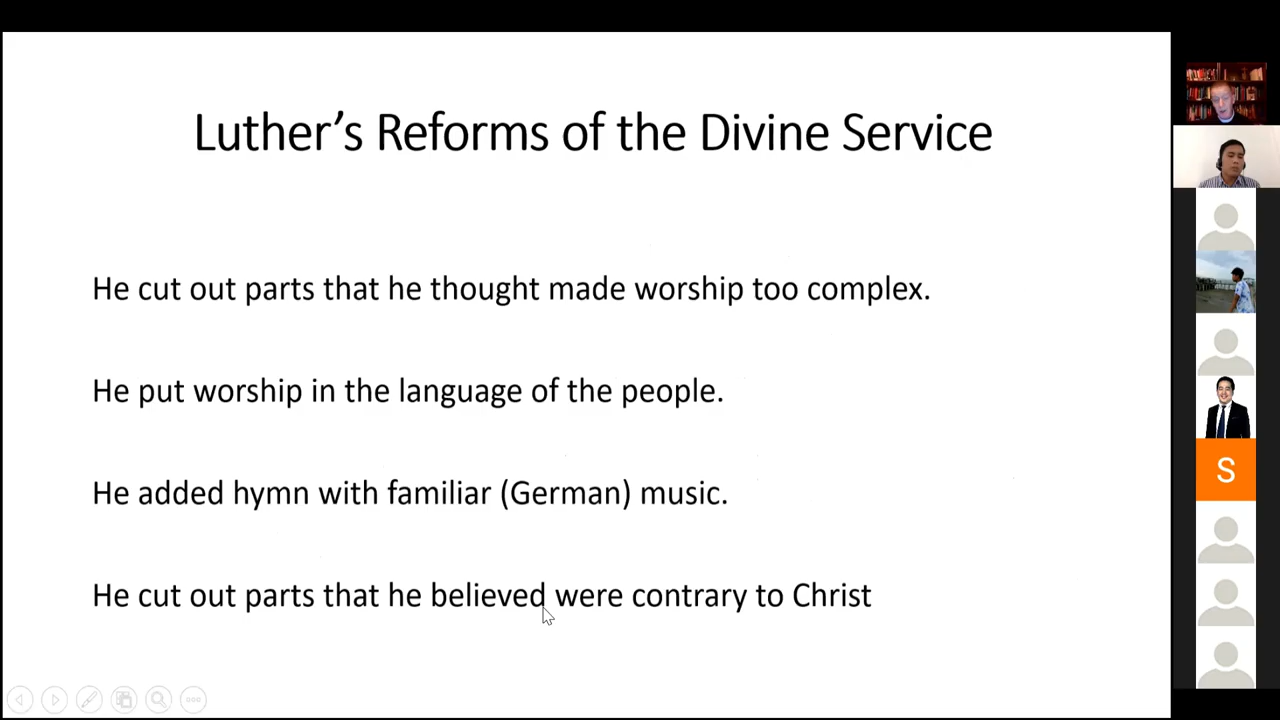 Luther’s Reforms of the Divine Service
He cut out parts that he thought made worship too complex.
He put worship in the language of the people.
He added hymn with familiar (German) music.
He cut out parts that he believed were contrary to Christ
S